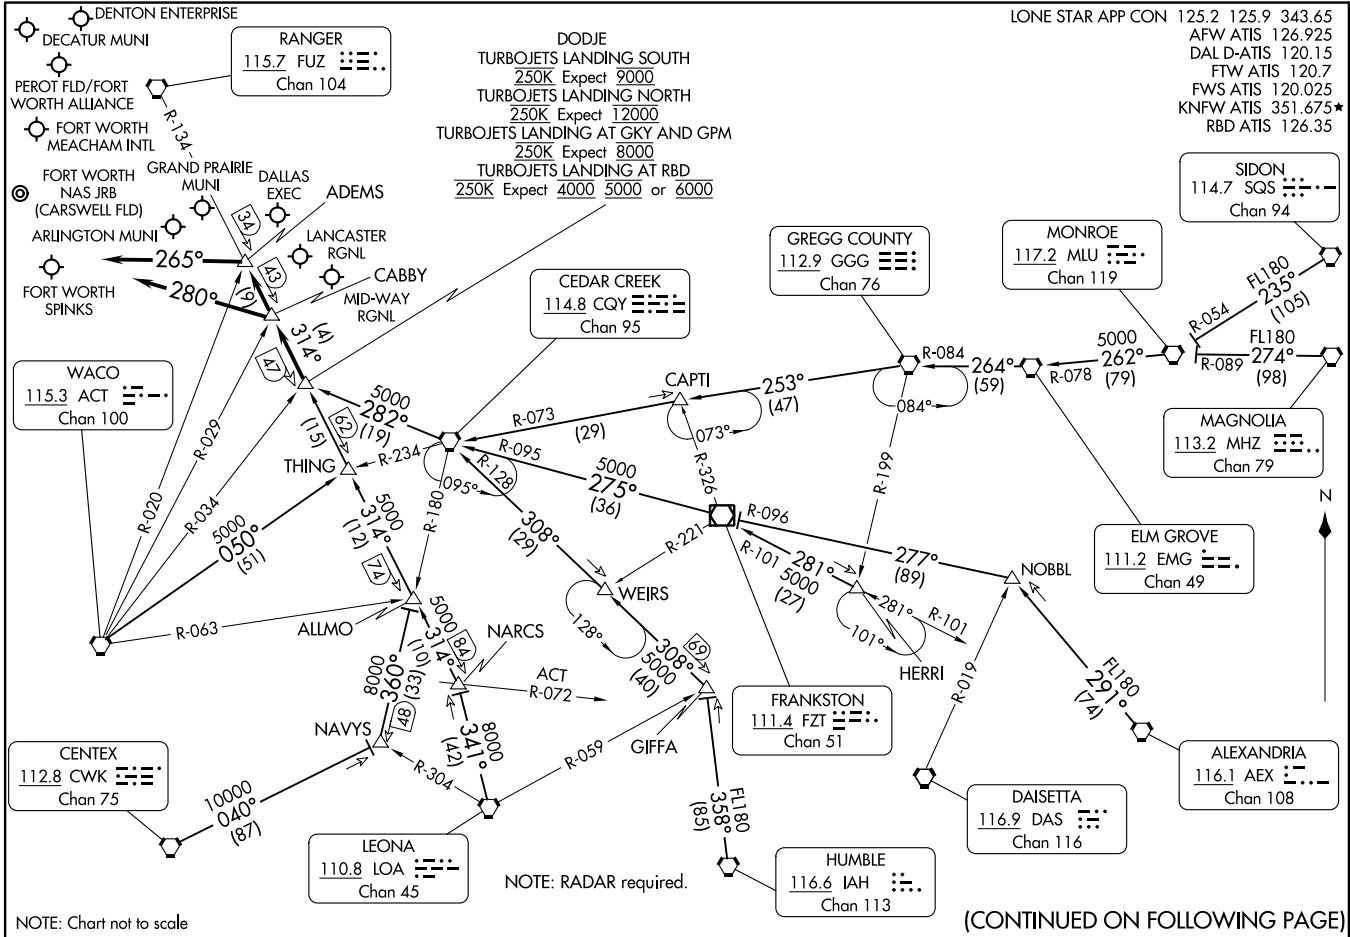 DENTON ENTERPRISE
DECATUR MUNI
PEROT FLD/FORT
WORTH ALLIANCE
FORT WORTH
MEACHAM INTL
FORT WORTH
NAS JRB
(CARSWELL FLD)
GRAND PRAIRIE
MUNI
DALLAS
EXEC
ADEMS
ARLINGTON MUNI
LANCASTER
RGNL
CABBY
MID-WAY
RGNL
FORT WORTH
SPINKS
RANGER
115.7 FUZ
Chan 104
R-134
34
43
265°
280°
(9)
(4)
314°
47
DODJE
TURBOJETS LANDING SOUTH
250K Expect 9000
TURBOJETS LANDING NORTH
250K Expect 12000
TURBOJETS LANDING AT GKY AND GPM
250K Expect 8000
TURBOJETS LANDING AT RBD
250K Expect 4000 5000 or 6000
LONE STAR APP CON 125.2 125.9 343.65
AFW ATIS 126.925
DAL D-ATIS 120.15
FTW ATIS 120.7
FWS ATIS 120.025
KNFW ATIS 351.675★
RBD ATIS 126.35
SIDON
114.7 SQS
Chan 94
MONROE
117.2 MLU
Chan 119
GREGG COUNTY
112.9 GGG
Chan 76
CEDAR CREEK
114.8 CQY
Chan 95
WACO
115.3 ACT
Chan 100
FL180
235°
(105)
R-054
FL180
274°
(98)
R-089
5000
262°
(79)
R-078
R-084
264°
(59)
084°
MAGNOLIA
113.2 MHZ
Chan 79
CAPTI
253°
(47)
073°
R-073
(29)
R-326
R-199
5000
282°
(19)
62
(15)
THING
R-234
R-095
R-128
095°
5000
275°
(36)
R-180
R-020
R-029
R-034
5000
050°
(51)
5000
314°
(12)
74
308°
(29)
R-221
R-096
R-101
5000
(27)
281°
277°
(89)
NOBBL
ELM GROVE
111.2 EMG
Chan 49
N
WEIRS
128°
5000
308°
(40)
69
281°
R-101
101°
HERRI
R-019
FL180
291°
(74)
R-063
ALLMO
5000
314°
(10)
84
NARCS
ACT
R-072
8000
360°
(33)
48
NAVYS
8000
341°
(42)
R-304
R-059
GIFFA
FL180
358°
(85)
FRANKSTON
111.4 FZT
Chan 51
CENTEX
112.8 CWK
Chan 75
10000
040°
(87)
LEONA
110.8 LOA
Chan 45
DAISETTA
116.9 DAS
Chan 116
ALEXANDRIA
116.1 AEX
Chan 108
HUMBLE
116.6 IAH
Chan 113
NOTE: RADAR required.
NOTE: Chart not to scale
(CONTINUED ON FOLLOWING PAGE)